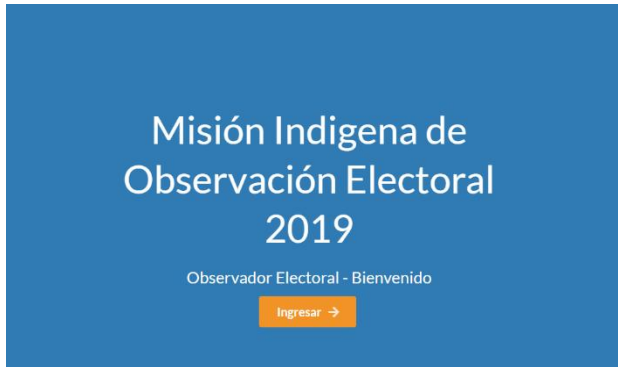 Misión Indigena de
Observación Electoral
2019
Observador Electoral - Bienvenido
Ingresar →